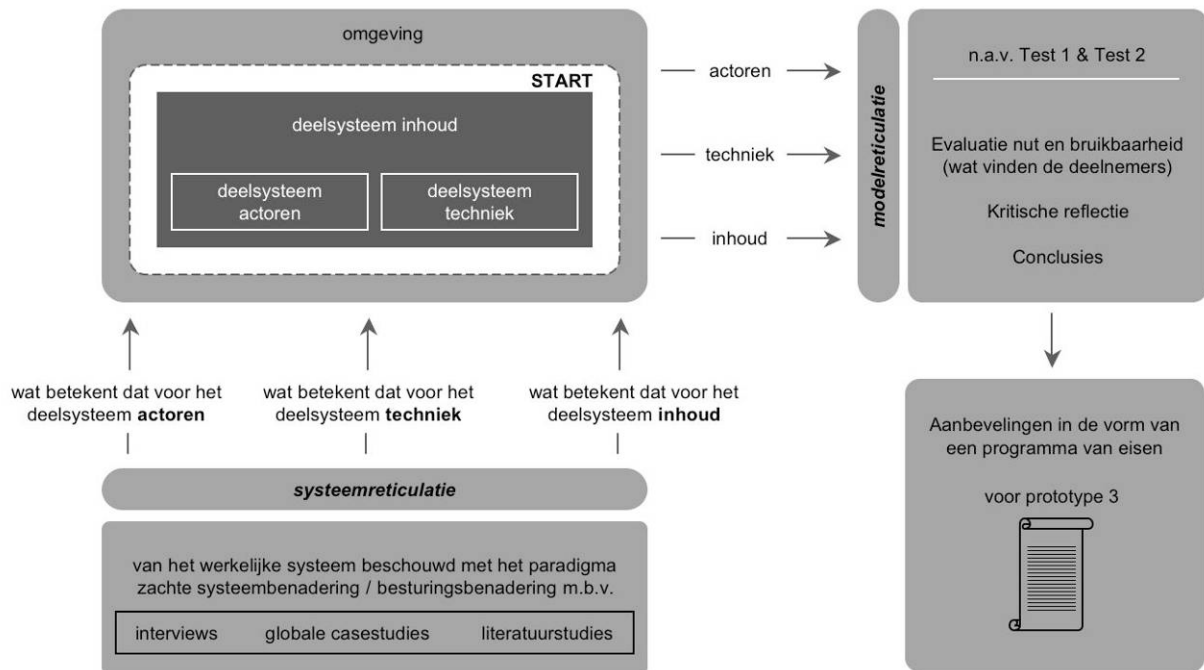 omgeving
START
deelsysteem inhoud
deelsysteem
actoren
deelsysteem
techniek
actoren
techniek
inhoud
modelreticulatie
n.a.v. Test 1 & Test 2
Evaluatie nut en bruikbaarheid
(wat vinden de deelnemers)
Kritische reflectie
Conclusies
wat betekent dat voor het
deelsysteem actoren
wat betekent dat voor het
deelsysteem techniek
wat betekent dat voor het
deelsysteem inhoud
systeemreticulatie
van het werkelijke systeem beschouwd met het paradigma
zachte systeembenadering / besturingsbenadering m.b.v.
interviews globale casestudies literatuurstudies
Aanbevelingen in de vorm van
een programma van eisen
voor prototype 3